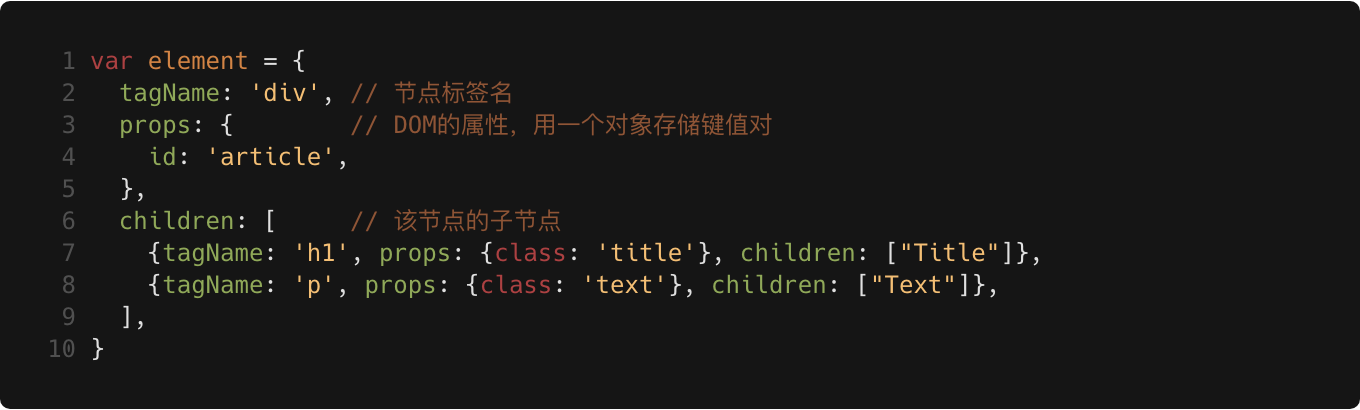 1 var element = {
2   tagName: 'div', // 节点标签名
3   props: {        // DOM的属性，用一个对象存储键值对
4     id: 'article',
5   },
6   children: [     // 该节点的子节点
7     {tagName: 'h1', props: {class: 'title'}, children: ["Title"]},
8     {tagName: 'p', props: {class: 'text'}, children: ["Text"]},
9   ],
10 }